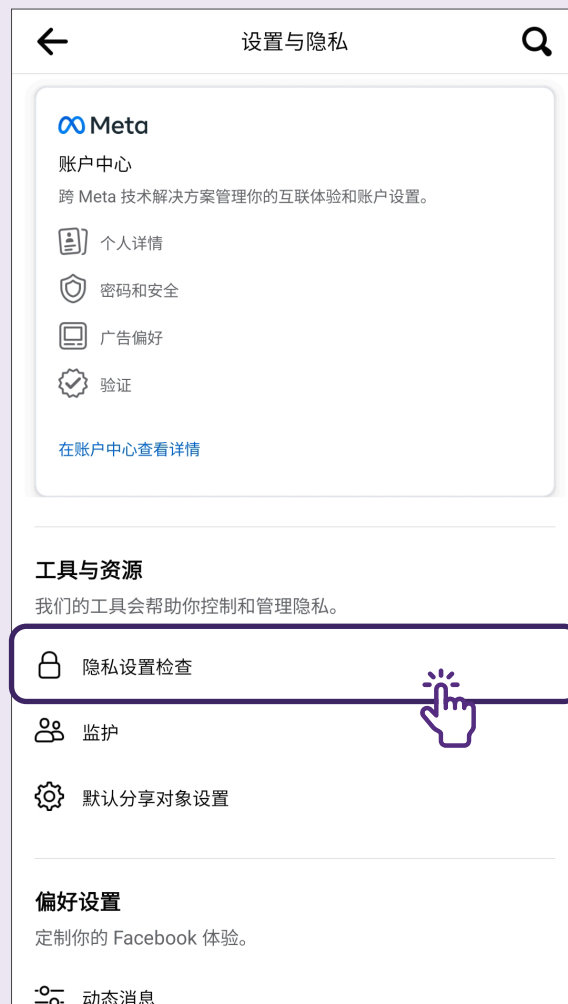 设置与隐私
Meta
账户中心
跨 Meta 技术解决方案管理你的互联体验和账户设置。
个人详情
密码和安全
广告偏好
验证
在账户中心查看详情
工具与资源
我们的工具会帮助你控制和管理隐私。
隐私设置检查
监护
默认分享对象设置
偏好设置
定制你的 Facebook 体验。
动态消息